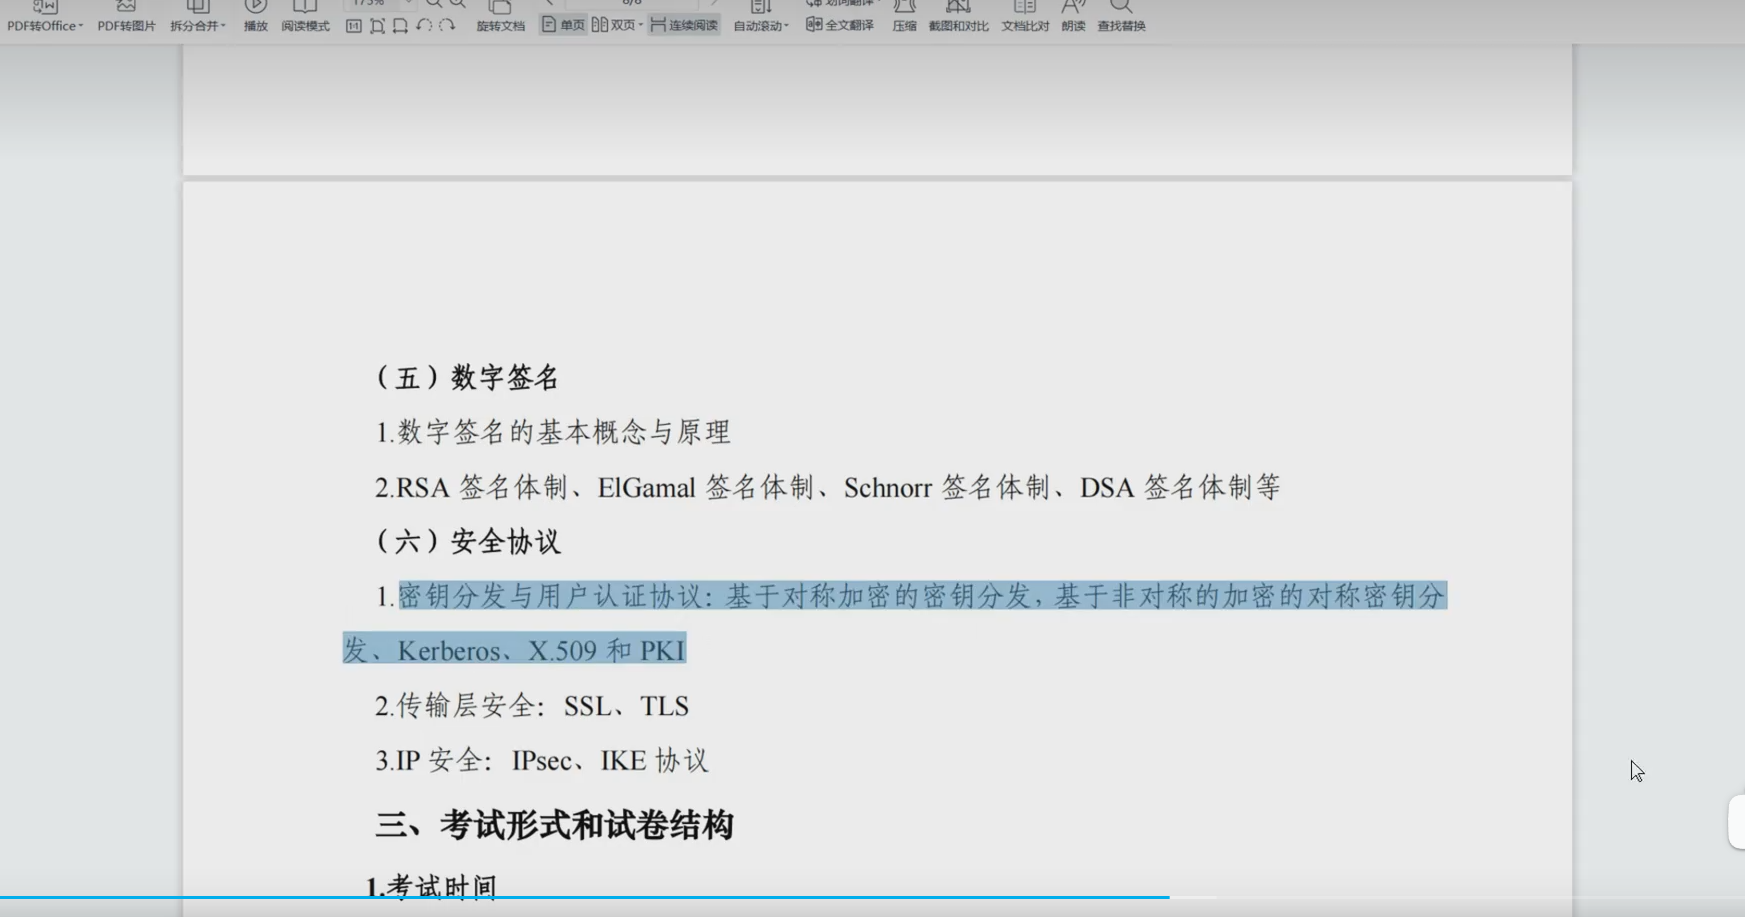 175%
8/8
划词翻译
PDF转Office PDF转图片 拆分合并 播放 阅读模式 旋转文档 单页 双页 连续阅读 自动滚动 全文翻译 压缩 截图和对比 文档比对 朗读 查找替换
（五）数字签名
1.数字签名的基本概念与原理
2.RSA 签名体制、ElGamal 签名体制、Schnorr 签名体制、DSA 签名体制等
（六）安全协议
1.密钥分发与用户认证协议：基于对称加密的密钥分发，基于非对称的加密的对称密钥分
发、Kerberos、X.509 和 PKI
2.传输层安全：SSL、TLS
3.IP 安全：IPsec、IKE 协议
三、考试形式和试卷结构
1.考试时间